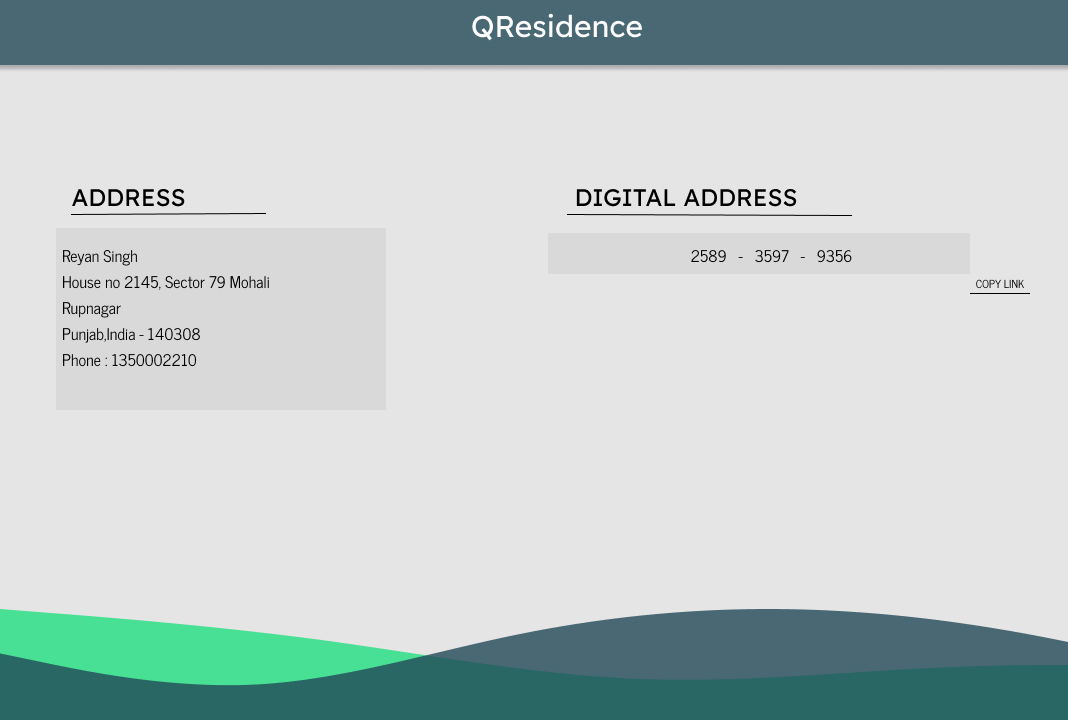 QResidence
ADDRESS
Reyan Singh
House no 2145, Sector 79 Mohali
Rupnagar
Punjab,India - 140308
Phone : 1350002210
DIGITAL ADDRESS
2589 - 3597 - 9356
COPY LINK